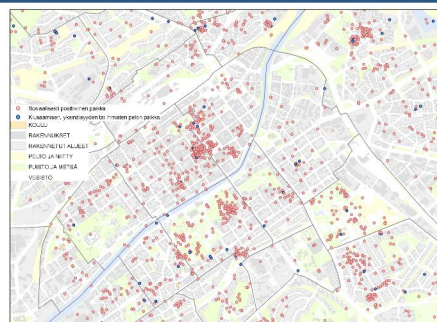 Sosiaalisesti positiivinen paikka
Kiusaamisen, yksinäisyyden tai ihmisten pelon paikka
KOULU
RAKENNUKSET
RAKENNETUT ALUEET
PELTO JA NIITTY
PUISTO JA METSÄ
VESISTÖ